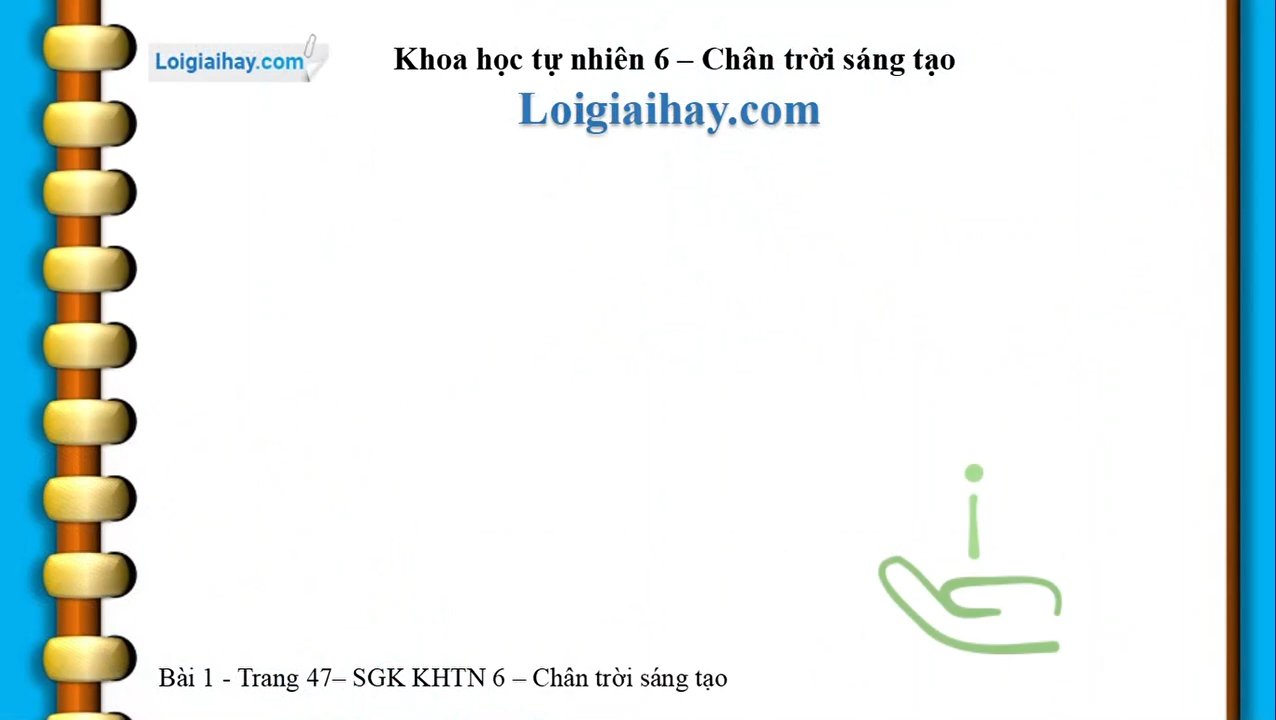 Loigiaihay.com
Khoa học tự nhiên 6 – Chân trời sáng tạo
Loigiaihay.com
Bài 1 - Trang 47– SGK KHTN 6 – Chân trời sáng tạo